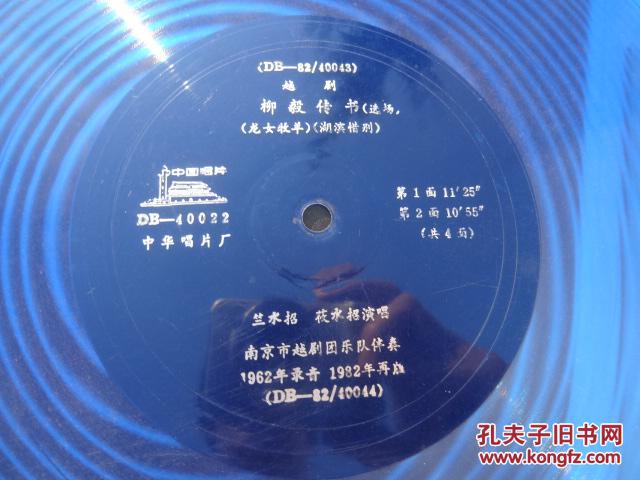 (DB—82/40043)
越 剧
柳毅传书(选场,
(龙女牧羊)(湖滨惜别)
中国唱片
DB—40022
中华唱片厂
第1面 11′25″
第2面 10′55″
(共4面)
竺水招 筱水招演唱
南京市越剧团乐队伴奏
1962年录音 1982年再版
(DB—82/40044)
孔夫子旧书网
www.kongfz.com